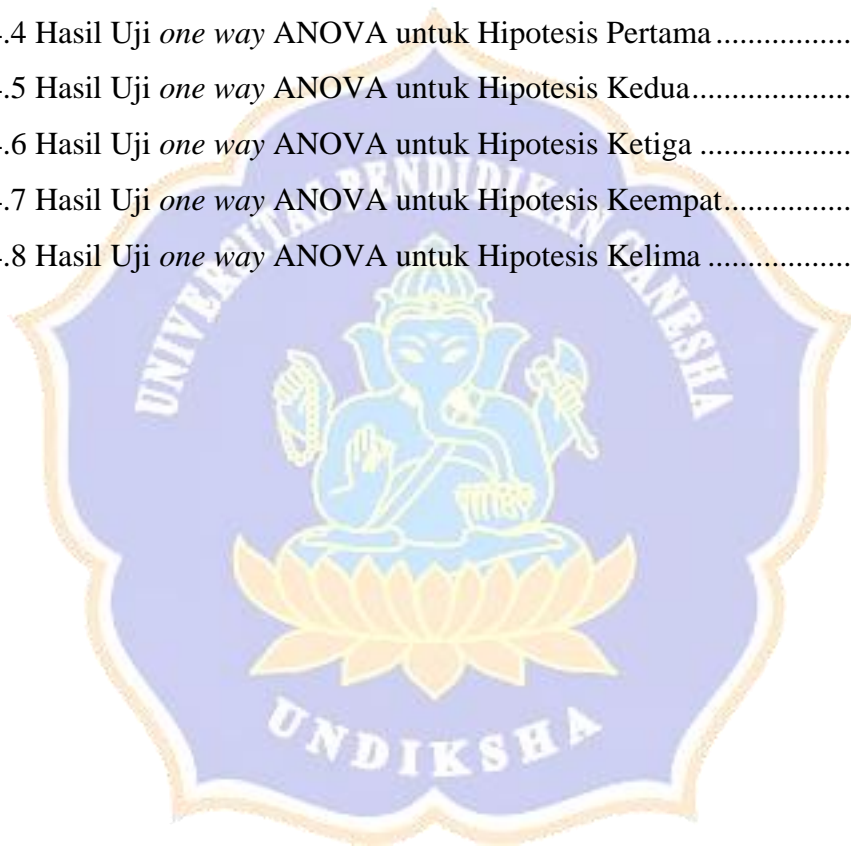 .4 Hasil Uji one way ANOVA untuk Hipotesis Pertama..................
.5 Hasil Uji one way ANOVA untuk Hipotesis Kedua.....................
.6 Hasil Uji one way ANOVA untuk Hipotesis Ketiga ....................
.7 Hasil Uji one way ANOVA untuk Hipotesis Keempat.................
.8 Hasil Uji one way ANOVA untuk Hipotesis Kelima ...................
UNIVERSITAS PENDIDIKAN GANESHA
UNDIKSHA